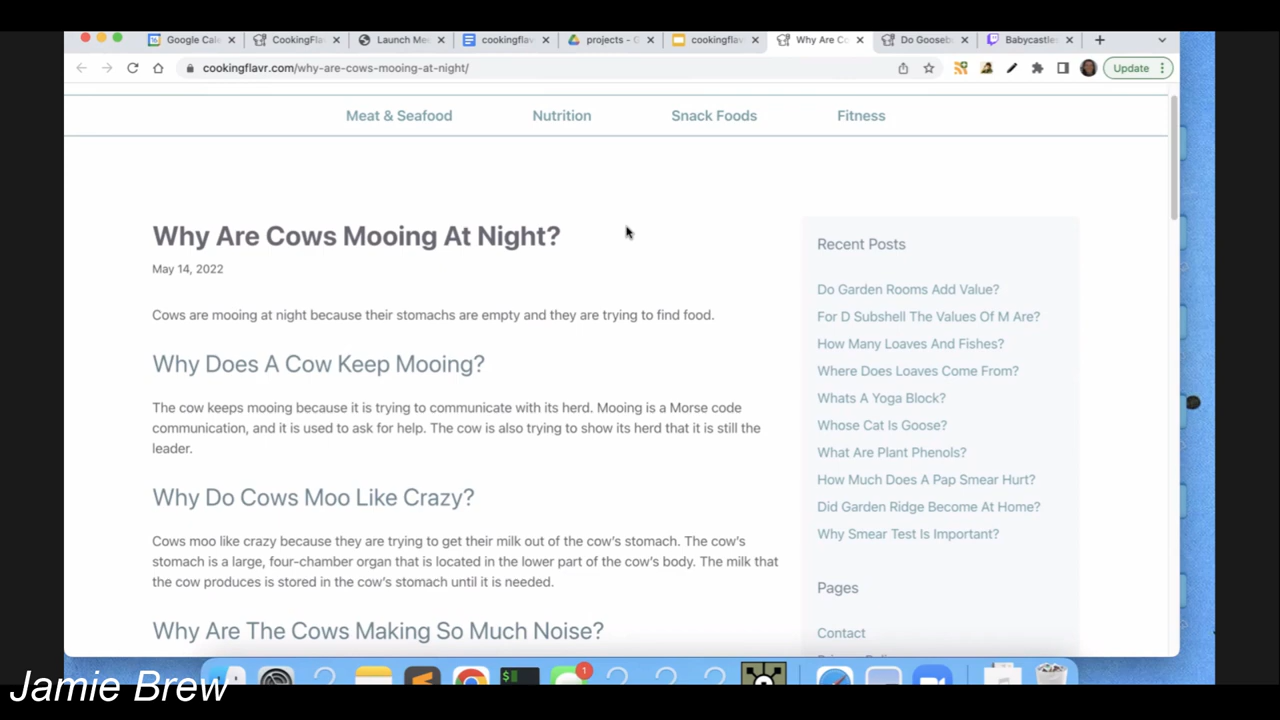 Google Cal
CookingFla
Launch Me
cookingflav
projects - G
cookingflav
Why Are Co
Do Gooseb
Babycastle
cookingflavr.com/why-are-cows-mooing-at-night/
Update
Meat & Seafood
Nutrition
Snack Foods
Fitness
Why Are Cows Mooing At Night?
May 14, 2022
Cows are mooing at night because their stomachs are empty and they are trying to find food.
Why Does A Cow Keep Mooing?
The cow keeps mooing because it is trying to communicate with its herd. Mooing is a Morse code
communication, and it is used to ask for help. The cow is also trying to show its herd that it is still the
leader.
Why Do Cows Moo Like Crazy?
Cows moo like crazy because they are trying to get their milk out of the cow’s stomach. The cow’s
stomach is a large, four-chamber organ that is located in the lower part of the cow’s body. The milk that
the cow produces is stored in the cow’s stomach until it is needed.
Why Are The Cows Making So Much Noise?
Recent Posts
Do Garden Rooms Add Value?
For D Subshell The Values Of M Are?
How Many Loaves And Fishes?
Where Does Loaves Come From?
Whats A Yoga Block?
Whose Cat Is Goose?
What Are Plant Phenols?
How Much Does A Pap Smear Hurt?
Did Garden Ridge Become At Home?
Why Smear Test Is Important?
Pages
Contact
1
$
Jamie Brew